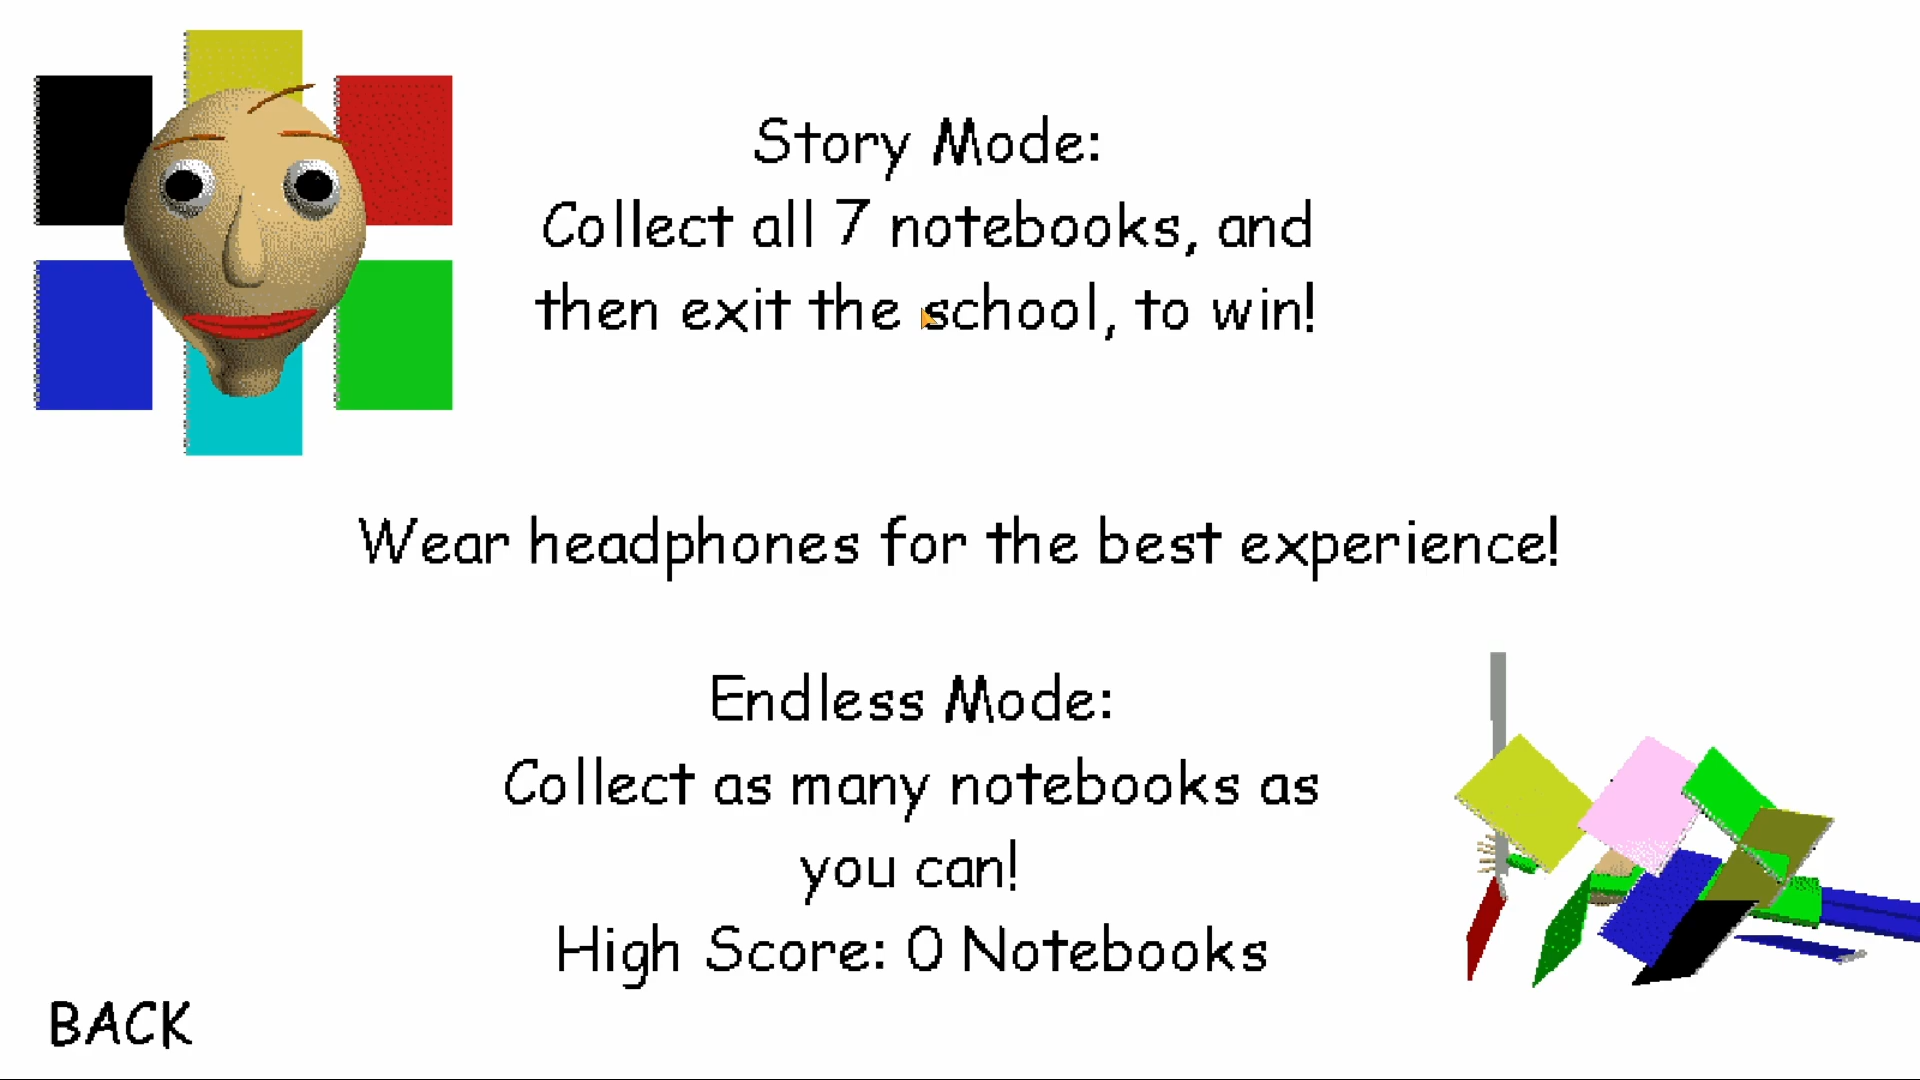 Story Mode:
Collect all 7 notebooks, and
then exit the school, to win!
Wear headphones for the best experience!
Endless Mode:
Collect as many notebooks as
you can!
High Score: 0 Notebooks
BACK